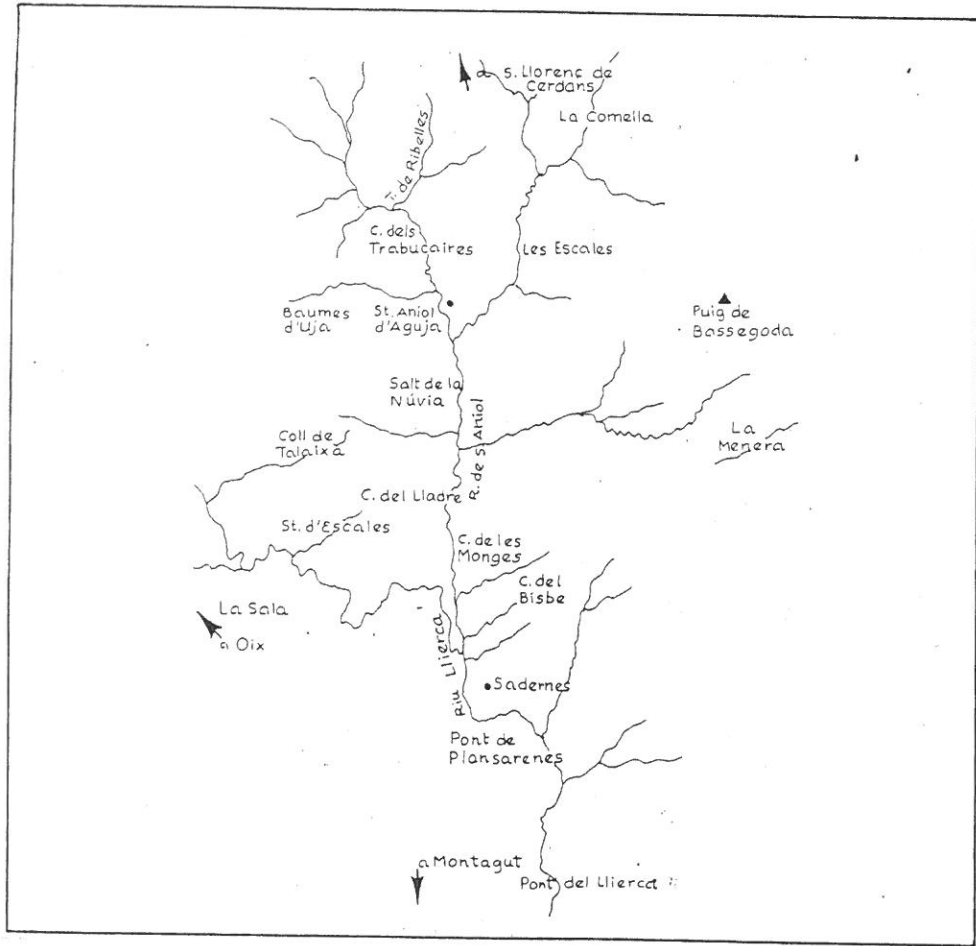 a S. Llorenç de
Cerdans
La Comella
T. de Ribelles
C. dels
Trabucaires
Les Escales
Baumes
d'Uja
St. Aniol
d'Aguja
Puig de
Bassegoda
Salt de la
Núvia
R. de S. Aniol
Coll de
Talaixà
La
Menera
C. del Lladre
St. d'Escales
C. de les
Monges
C. del
Bisbe
La Sala
a Oix
Riu Llierca
Sadernes
Pont de
Plansarenes
a Montagut
Pont del Llierca